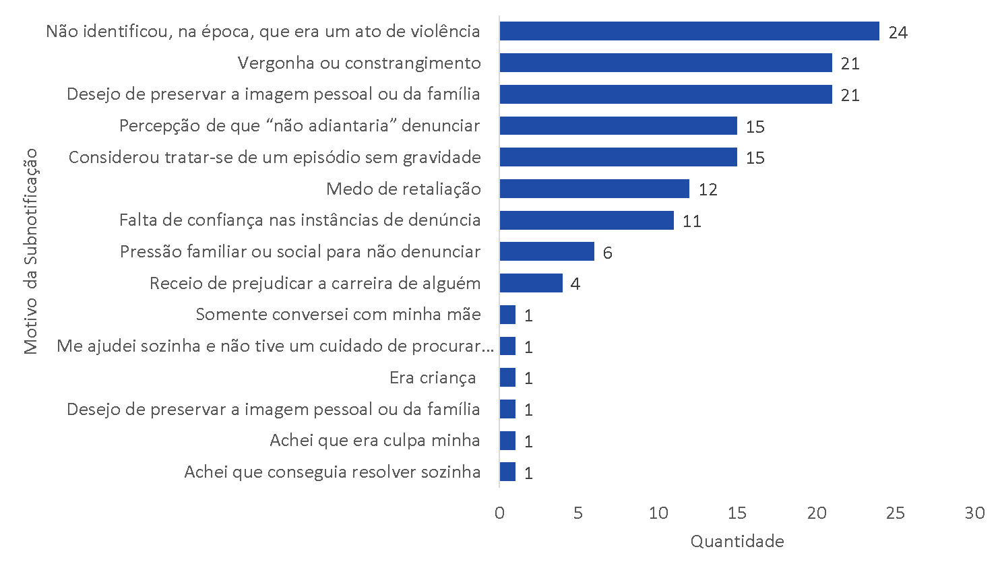 Motivo da Subnotificação
Não identificou, na época, que era um ato de violência 24
Vergonha ou constrangimento 21
Desejo de preservar a imagem pessoal ou da família 21
Percepção de que “não adiantaria” denunciar 15
Considerou tratar-se de um episódio sem gravidade 15
Medo de retaliação 12
Falta de confiança nas instâncias de denúncia 11
Pressão familiar ou social para não denunciar 6
Receio de prejudicar a carreira de alguém 4
Somente conversei com minha mãe 1
Me ajudei sozinha e não tive um cuidado de procurar... 1
Era criança 1
Desejo de preservar a imagem pessoal ou da família 1
Achei que era culpa minha 1
Achei que conseguia resolver sozinha 1
0 5 10 15 20 25 30
Quantidade